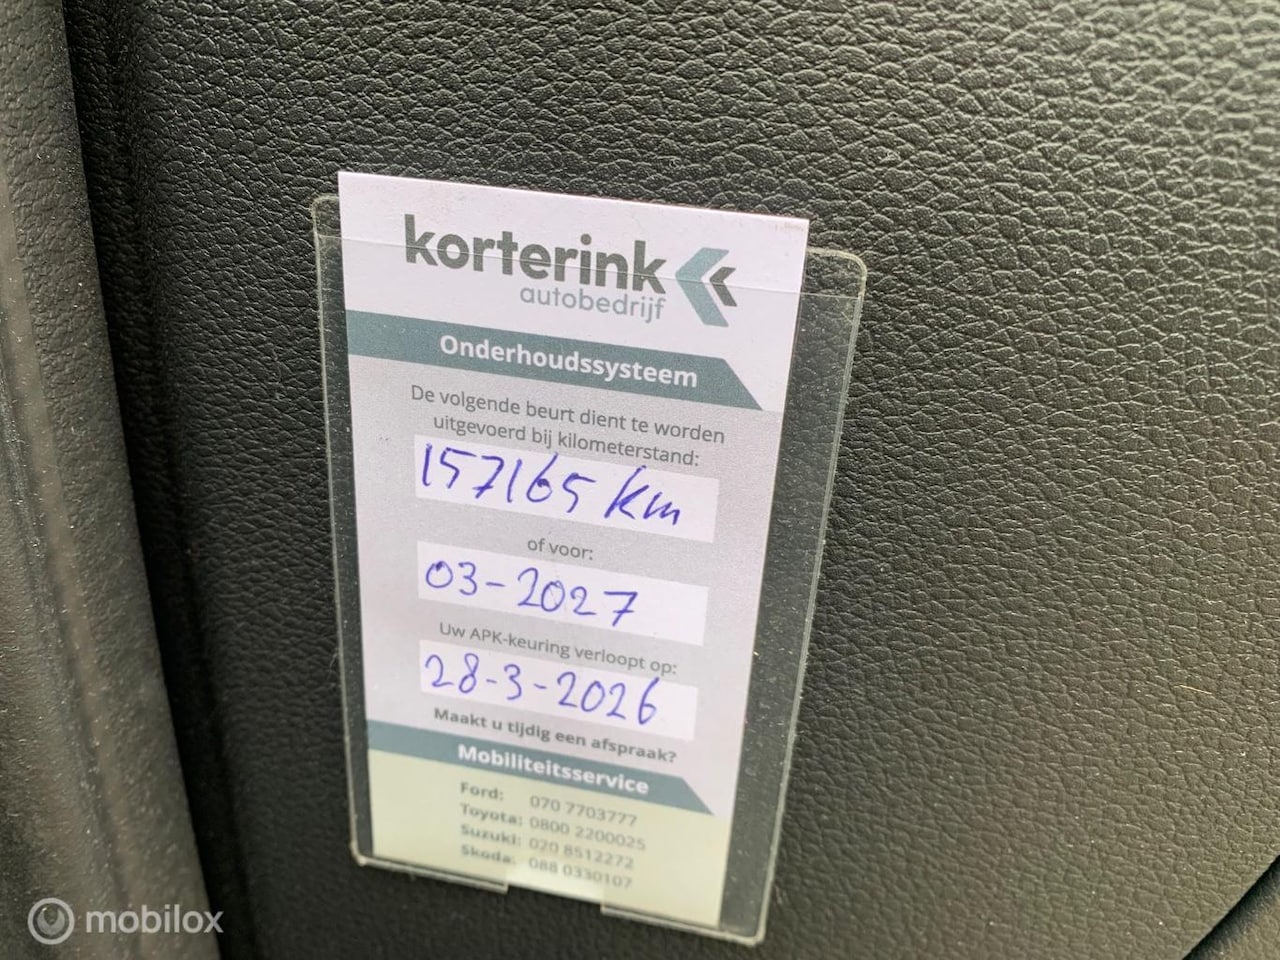 korterink
autobedrijf
Onderhoudssysteem
De volgende beurt dient te worden
uitgevoerd bij kilometerstand:
157165 km
of voor:
03-2027
Uw APK-keuring verloopt op:
28-3-2026
Maakt u tijdig een afspraak?
Mobiliteitsservice
Ford: 070 7703777
Toyota: 0800 2200025
Suzuki: 020 8512272
Skoda: 088 0330107
mobilox